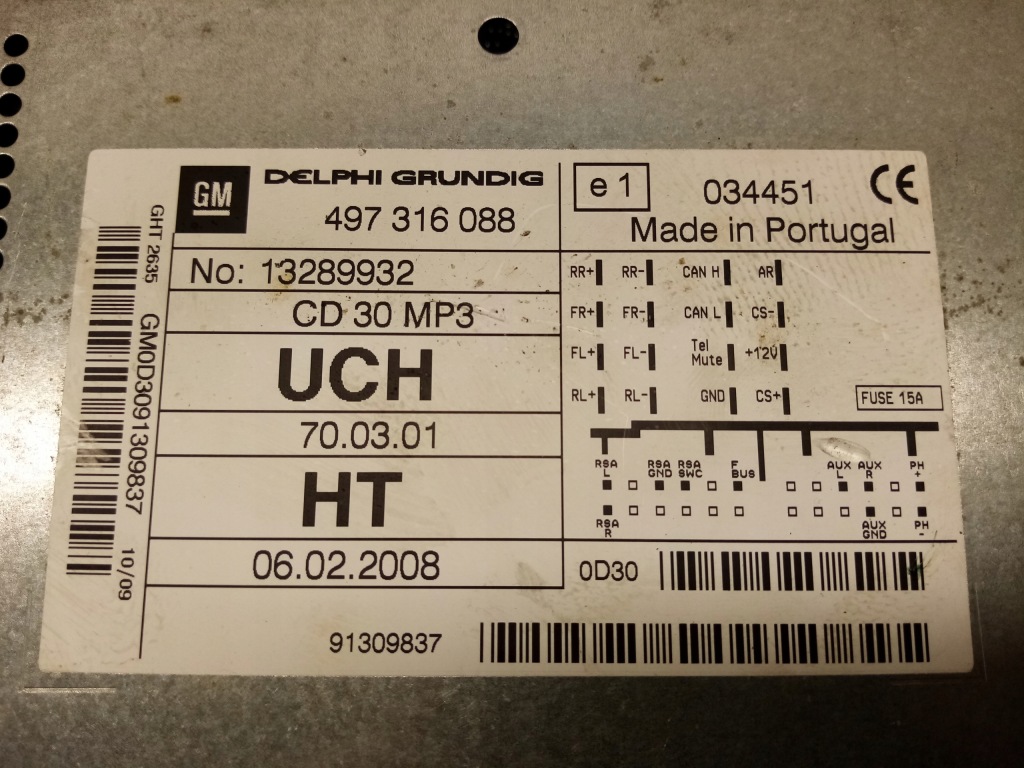 GM DELPHI GRUNDIG
497 316 088
e1 034451 CE
Made in Portugal
GHT 2635
GM0D3091309837 10/09
No: 13289932
CD 30 MP3
UCH
70.03.01
HT
06.02.2008
RR+ RR- CAN H AR
FR+ FR- CAN L CS-
FL+ FL- Tel Mute +12V
RL+ RL- GND CS+
FUSE 15A
RSA L RSA GND RSA SWC F BUS AUX L AUX R PH +
RSA R AUX GND PH -
0D30
91309837